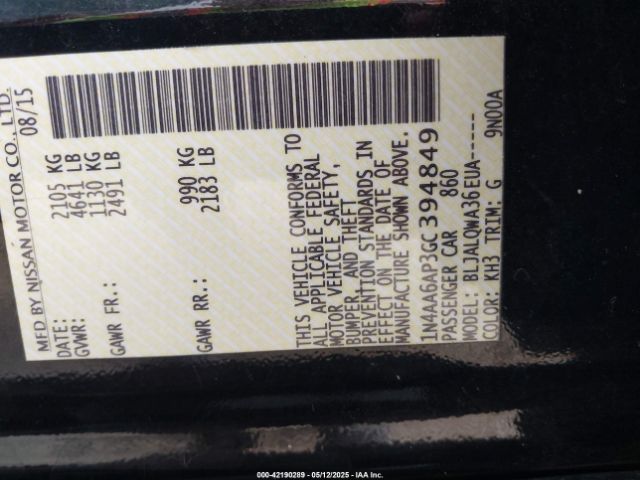 MFD BY NISSAN MOTOR CO., LTD.
DATE: 08/15
GVWR: 2105 KG
4641 LB
GAWR FR.: 1130 KG
2491 LB
GAWR RR.: 990 KG
2183 LB
THIS VEHICLE CONFORMS TO
ALL APPLICABLE FEDERAL
MOTOR VEHICLE SAFETY,
BUMPER, AND THEFT
PREVENTION STANDARDS IN
EFFECT ON THE DATE OF
MANUFACTURE SHOWN ABOVE.
1N4AA6AP3GC394849
PASSENGER CAR 860
MODEL: BLJALQWA36EUA-----
COLOR: KH3 TRIM: G 9N00A
000-42190289 - 05/12/2025 - IAA Inc.